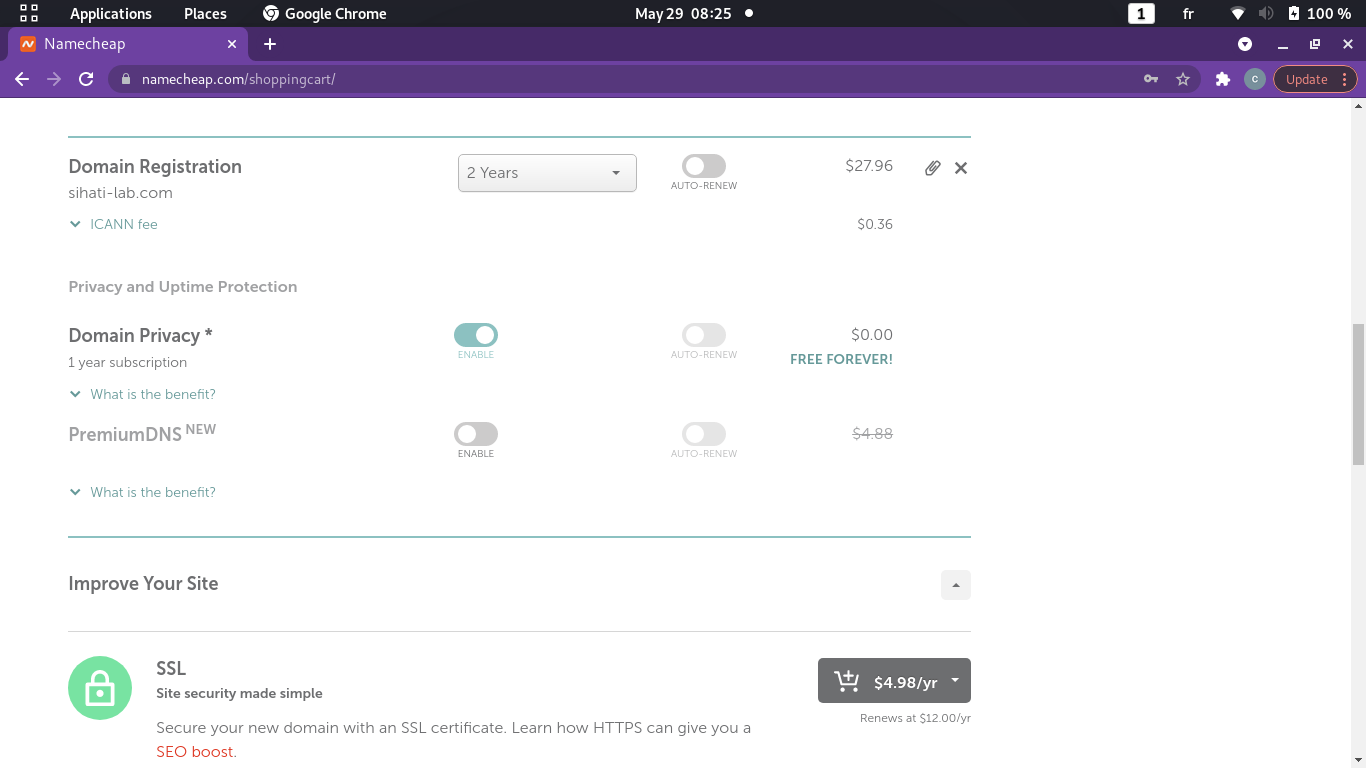 Applications Places Google Chrome May 29 08:25 1 fr 100 %
Namecheap
namecheap.com/shoppingcart/ c Update
Domain Registration 2 Years $27.96
AUTO-RENEW
sihati-lab.com
ICANN fee $0.36
Privacy and Uptime Protection
Domain Privacy * $0.00
ENABLE AUTO-RENEW FREE FOREVER!
1 year subscription
What is the benefit?
PremiumDNS NEW $4.88
ENABLE AUTO-RENEW
What is the benefit?
Improve Your Site
SSL
Site security made simple
$4.98/yr
Renews at $12.00/yr
Secure your new domain with an SSL certificate. Learn how HTTPS can give you a
SEO boost.